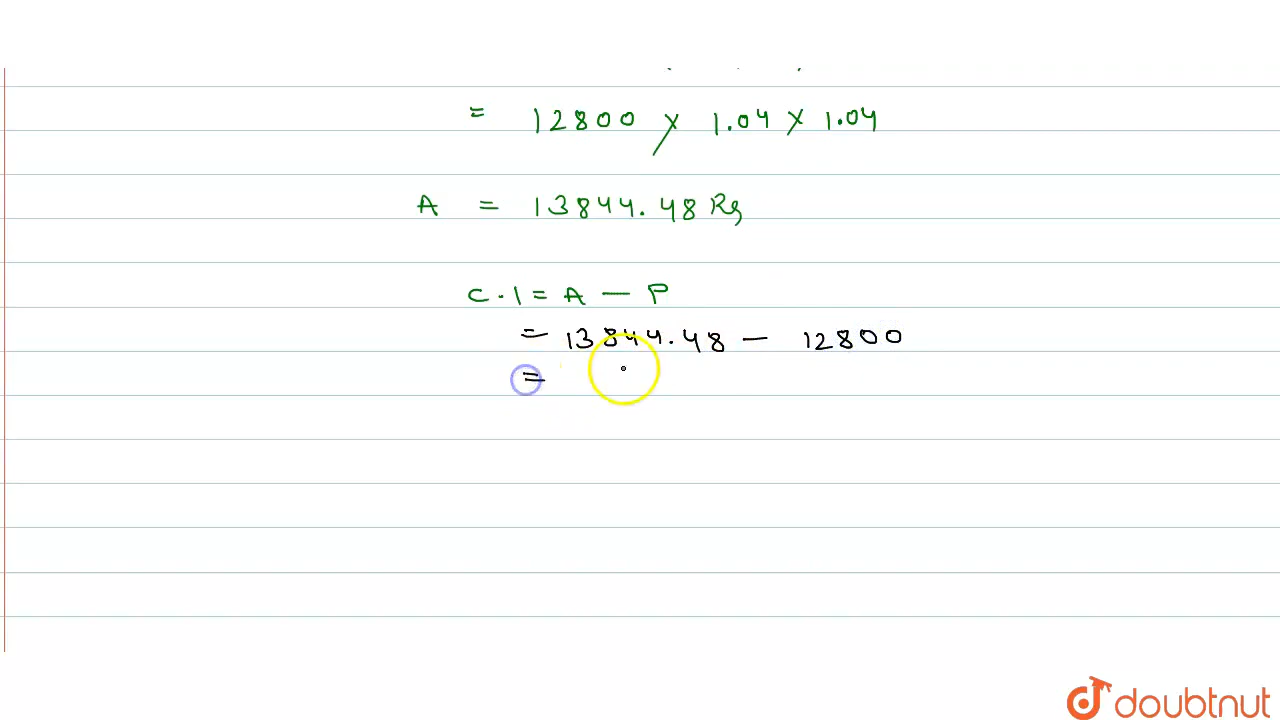 = 12800 × 1.04 × 1.04
A = 13844.48 Rs
C.I = A — P
= 13844.48 — 12800
=
doubtnut